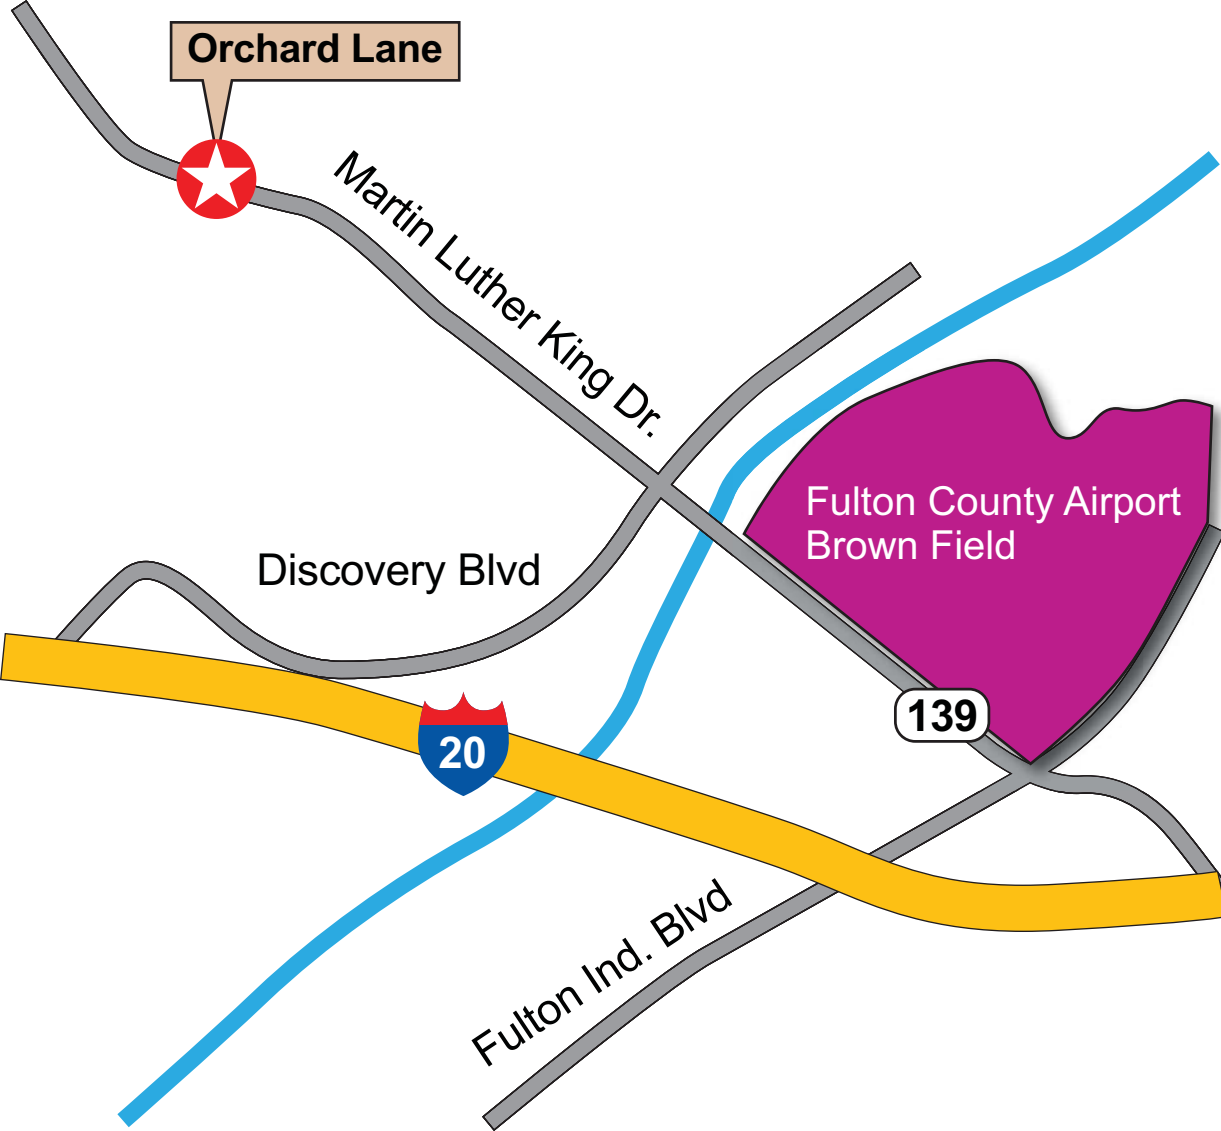 Orchard Lane
Martin Luther King Dr.
Fulton County Airport
Brown Field
Discovery Blvd
139
20
Fulton Ind. Blvd